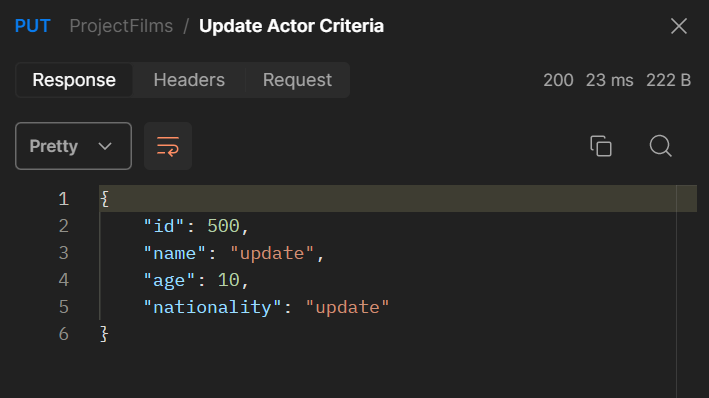 PUT ProjectFilms / Update Actor Criteria
Response Headers Request 200 23 ms 222 B
Pretty
1 {
2 "id": 500,
3 "name": "update",
4 "age": 10,
5 "nationality": "update"
6 }